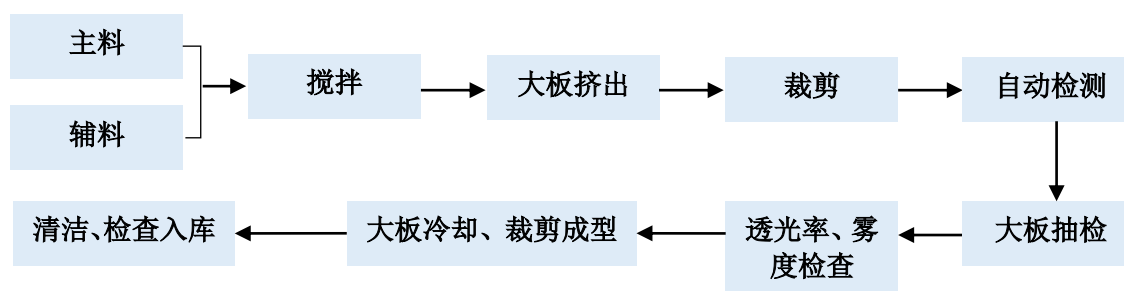 主料
辅料
搅拌
大板挤出
裁剪
自动检测
大板抽检
透光率、雾
度检查
大板冷却、裁剪成型
清洁、检查入库